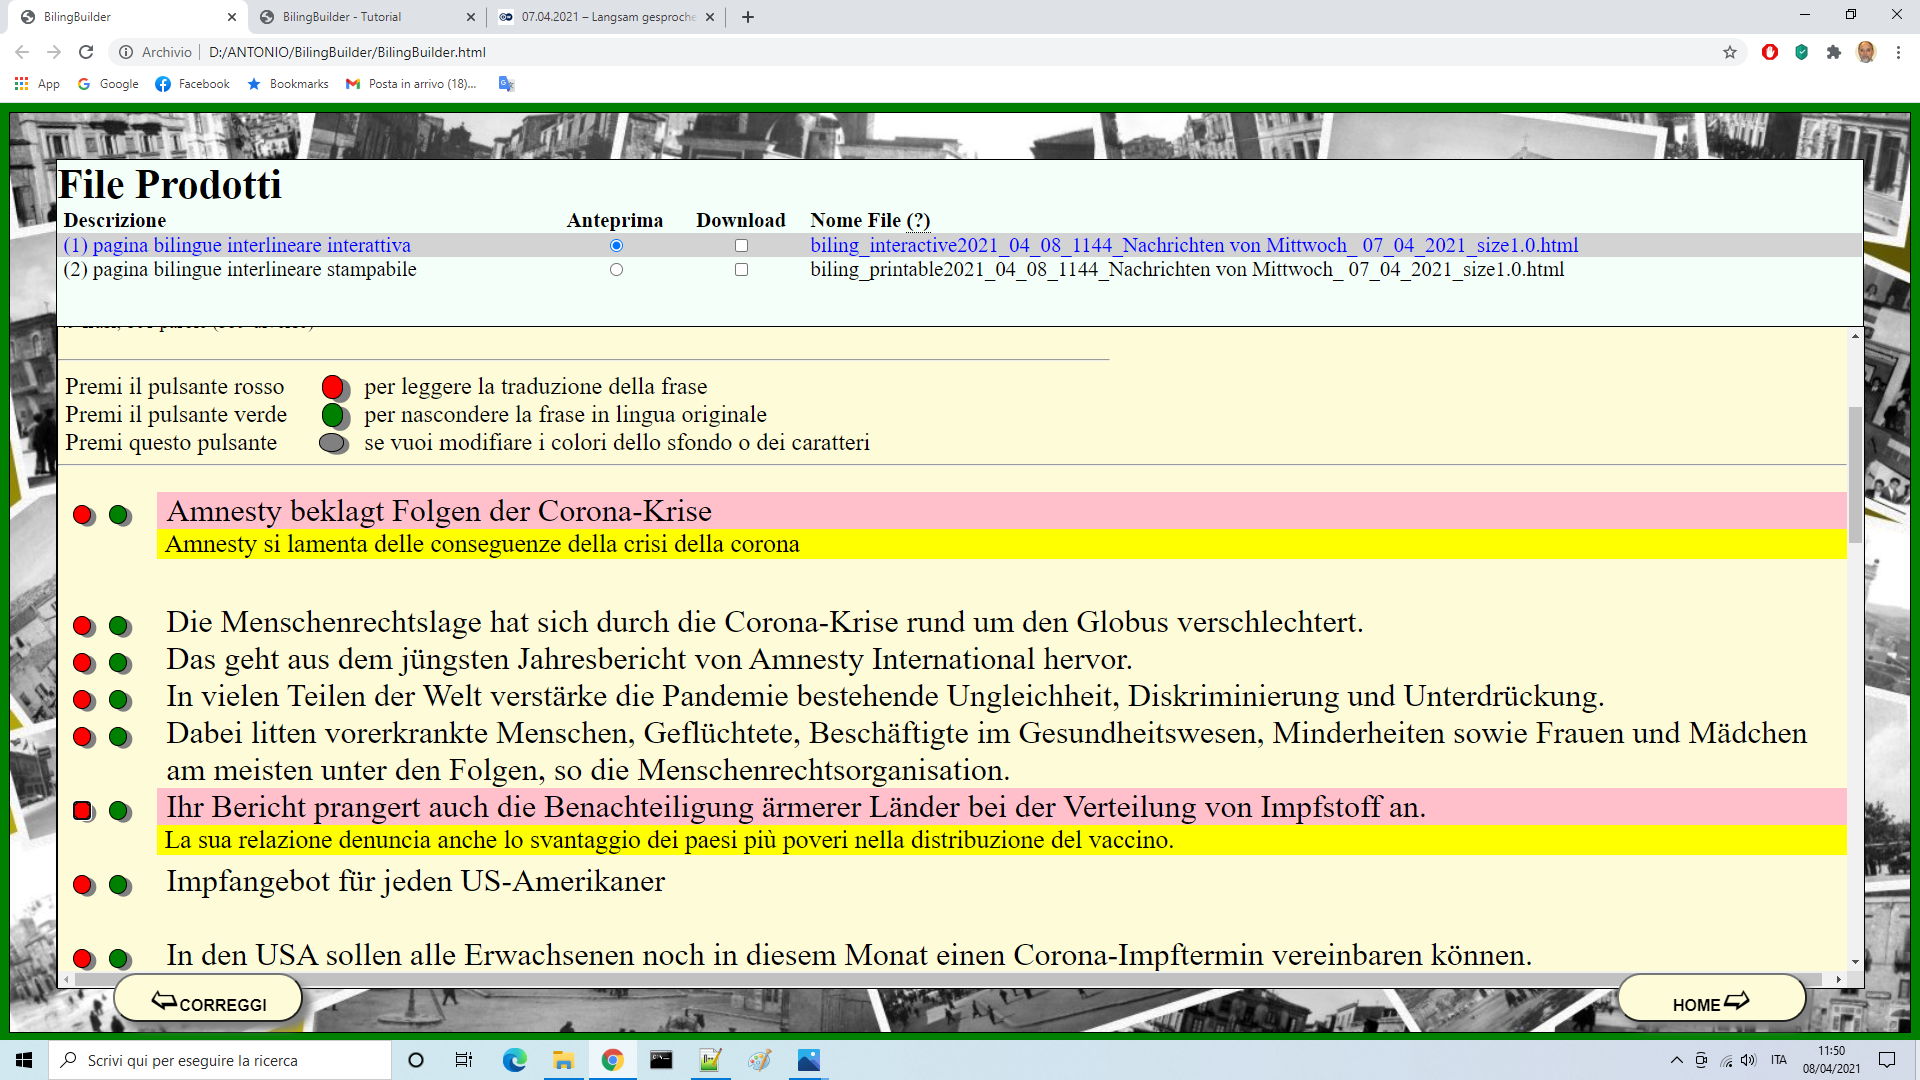 BilingBuilder
BilingBuilder - Tutorial
07.04.2021 – Langsam gesproche
Archivio
D:/ANTONIO/BilingBuilder/BilingBuilder.html
App
Google
Facebook
Bookmarks
Posta in arrivo (18)...
File Prodotti
Descrizione Anteprima Download Nome File (?)
(1) pagina bilingue interlineare interattiva biling_interactive2021_04_08_1144_Nachrichten von Mittwoch_ 07_04_2021_size1.0.html
(2) pagina bilingue interlineare stampabile biling_printable2021_04_08_1144_Nachrichten von Mittwoch_ 07_04_2021_size1.0.html
Premi il pulsante rosso per leggere la traduzione della frase
Premi il pulsante verde per nascondere la frase in lingua originale
Premi questo pulsante se vuoi modifiare i colori dello sfondo o dei caratteri
Amnesty beklagt Folgen der Corona-Krise
Amnesty si lamenta delle conseguenze della crisi della corona
Die Menschenrechtslage hat sich durch die Corona-Krise rund um den Globus verschlechtert.
Das geht aus dem jüngsten Jahresbericht von Amnesty International hervor.
In vielen Teilen der Welt verstärke die Pandemie bestehende Ungleichheit, Diskriminierung und Unterdrückung.
Dabei litten vorerkrankte Menschen, Geflüchtete, Beschäftigte im Gesundheitswesen, Minderheiten sowie Frauen und Mädchen
am meisten unter den Folgen, so die Menschenrechtsorganisation.
Ihr Bericht prangert auch die Benachteiligung ärmerer Länder bei der Verteilung von Impfstoff an.
La sua relazione denuncia anche lo svantaggio dei paesi più poveri nella distribuzione del vaccino.
Impfangebot für jeden US-Amerikaner
In den USA sollen alle Erwachsenen noch in diesem Monat einen Corona-Impftermin vereinbaren können.
CORREGGI
HOME
Scrivi qui per eseguire la ricerca
ITA
11:50
08/04/2021